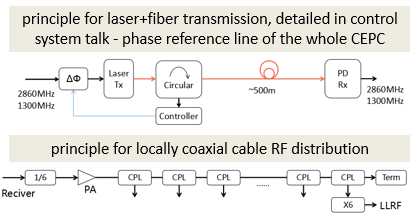 principle for laser+fiber transmission, detailed in control
system talk - phase reference line of the whole CEPC
ΔΦ
Laser
Tx
Circular
~500m
PD
Rx
2860MHz
1300MHz
2860MHz
1300MHz
Controller
principle for locally coaxial cable RF distribution
1/6
CPL
CPL
CPL
CPL
CPL
Term
Reciver
PA
......
X6
LLRF